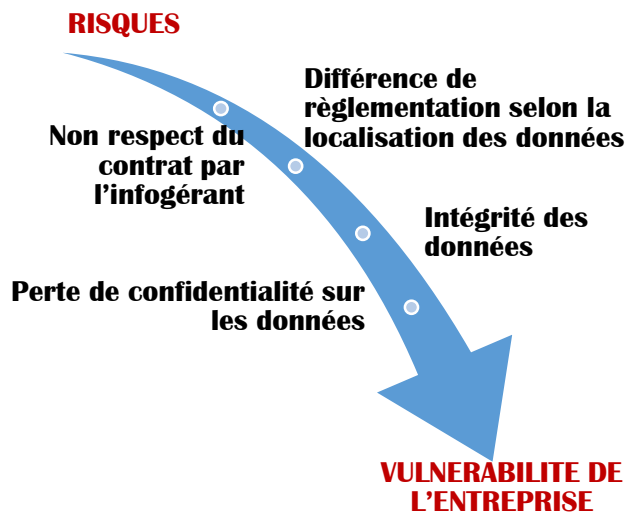 RISQUES
Différence de
règlementation selon la
localisation des données
Non respect du
contrat par
l'infogérant
Intégrité des
données
Perte de confidentialité sur
les données
VULNERABILITE DE
L'ENTREPRISE